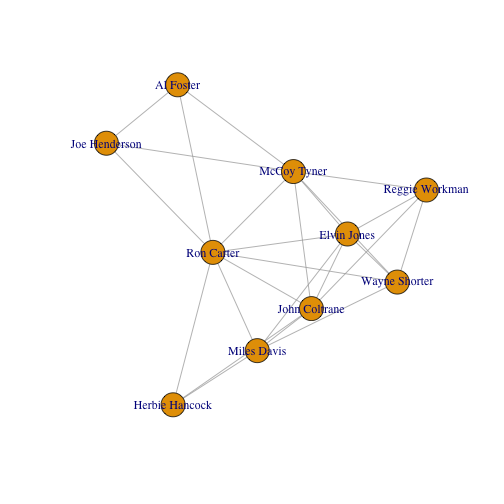 Al Foster
Joe Henderson
McCoy Tyner
Reggie Workman
Elvin Jones
Ron Carter
Wayne Shorter
John Coltrane
Miles Davis
Herbie Hancock